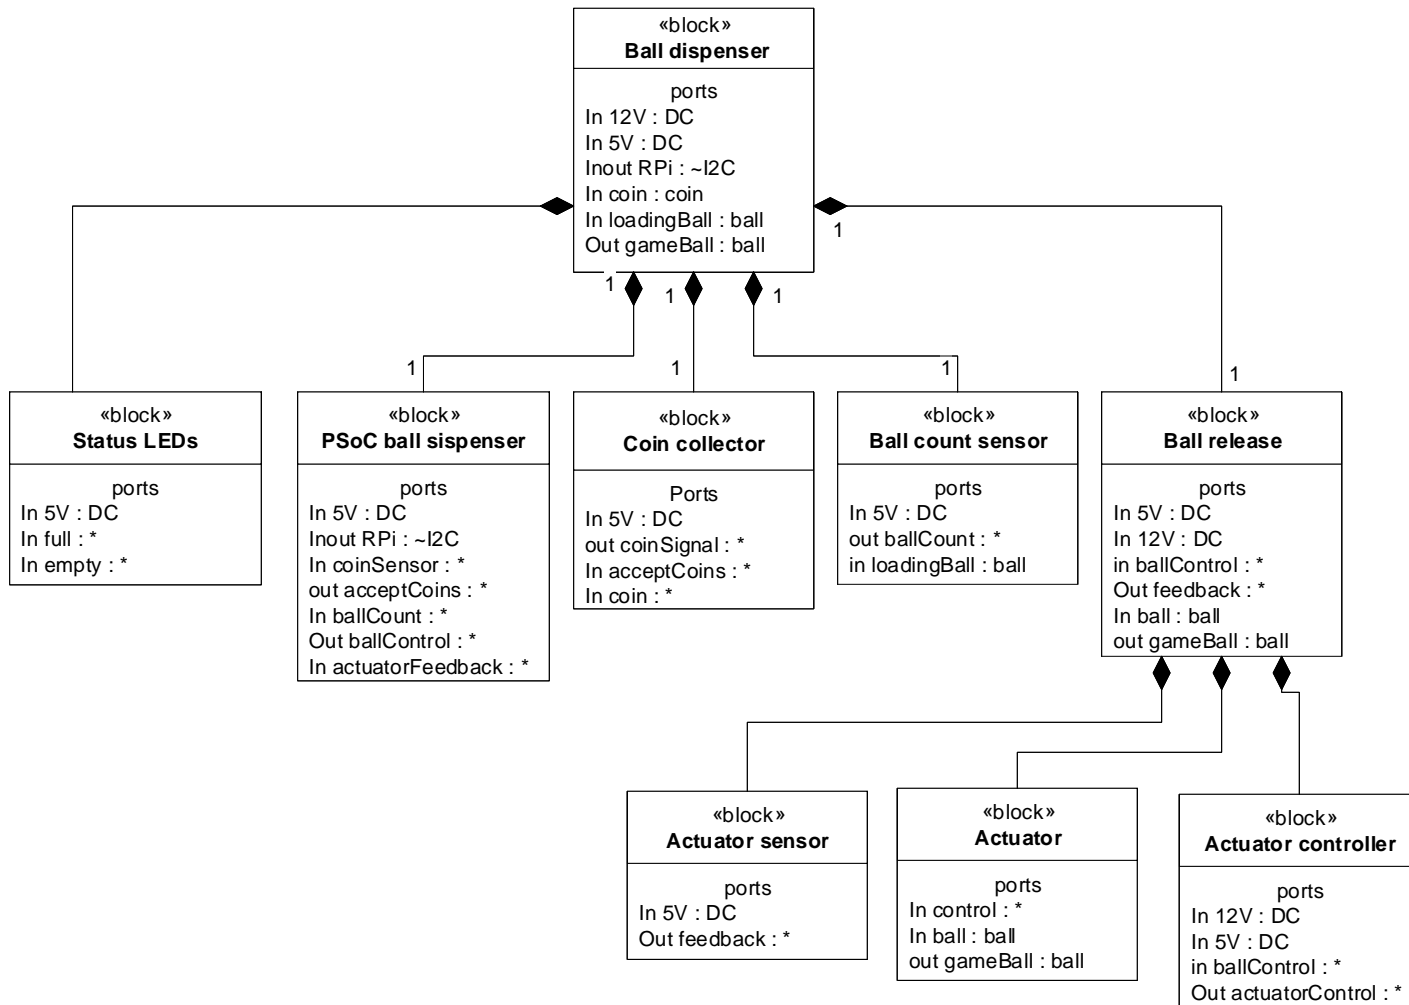 «block»
Ball dispenser
ports
In 12V : DC
In 5V : DC
Inout RPi : ~I2C
In coin : coin
In loadingBall : ball
Out gameBall : ball
1
1
1
1
1
1
1
1
«block»
Status LEDs
ports
In 5V : DC
In full : *
In empty : *
«block»
PSoC ball sispenser
ports
In 5V : DC
Inout RPi : ~I2C
In coinSensor : *
out acceptCoins : *
In ballCount : *
Out ballControl : *
In actuatorFeedback : *
«block»
Coin collector
Ports
In 5V : DC
out coinSignal : *
In acceptCoins : *
In coin : *
«block»
Ball count sensor
ports
In 5V : DC
out ballCount : *
in loadingBall : ball
«block»
Ball release
ports
In 5V : DC
In 12V : DC
in ballControl : *
Out feedback : *
In ball : ball
out gameBall : ball
«block»
Actuator sensor
ports
In 5V : DC
Out feedback : *
«block»
Actuator
ports
In control : *
In ball : ball
out gameBall : ball
«block»
Actuator controller
ports
In 12V : DC
In 5V : DC
in ballControl : *
Out actuatorControl : *